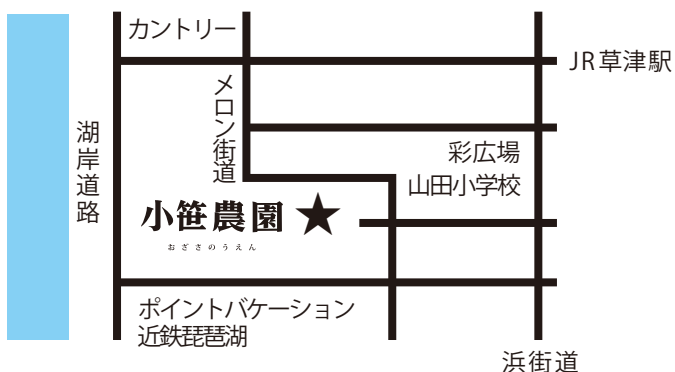 カントリー
JR草津駅
メロン街道
湖岸道路
彩広場
山田小学校
小笹農園 ★
おざさのうえん
ポイントバケーション
近鉄琵琶湖
浜街道